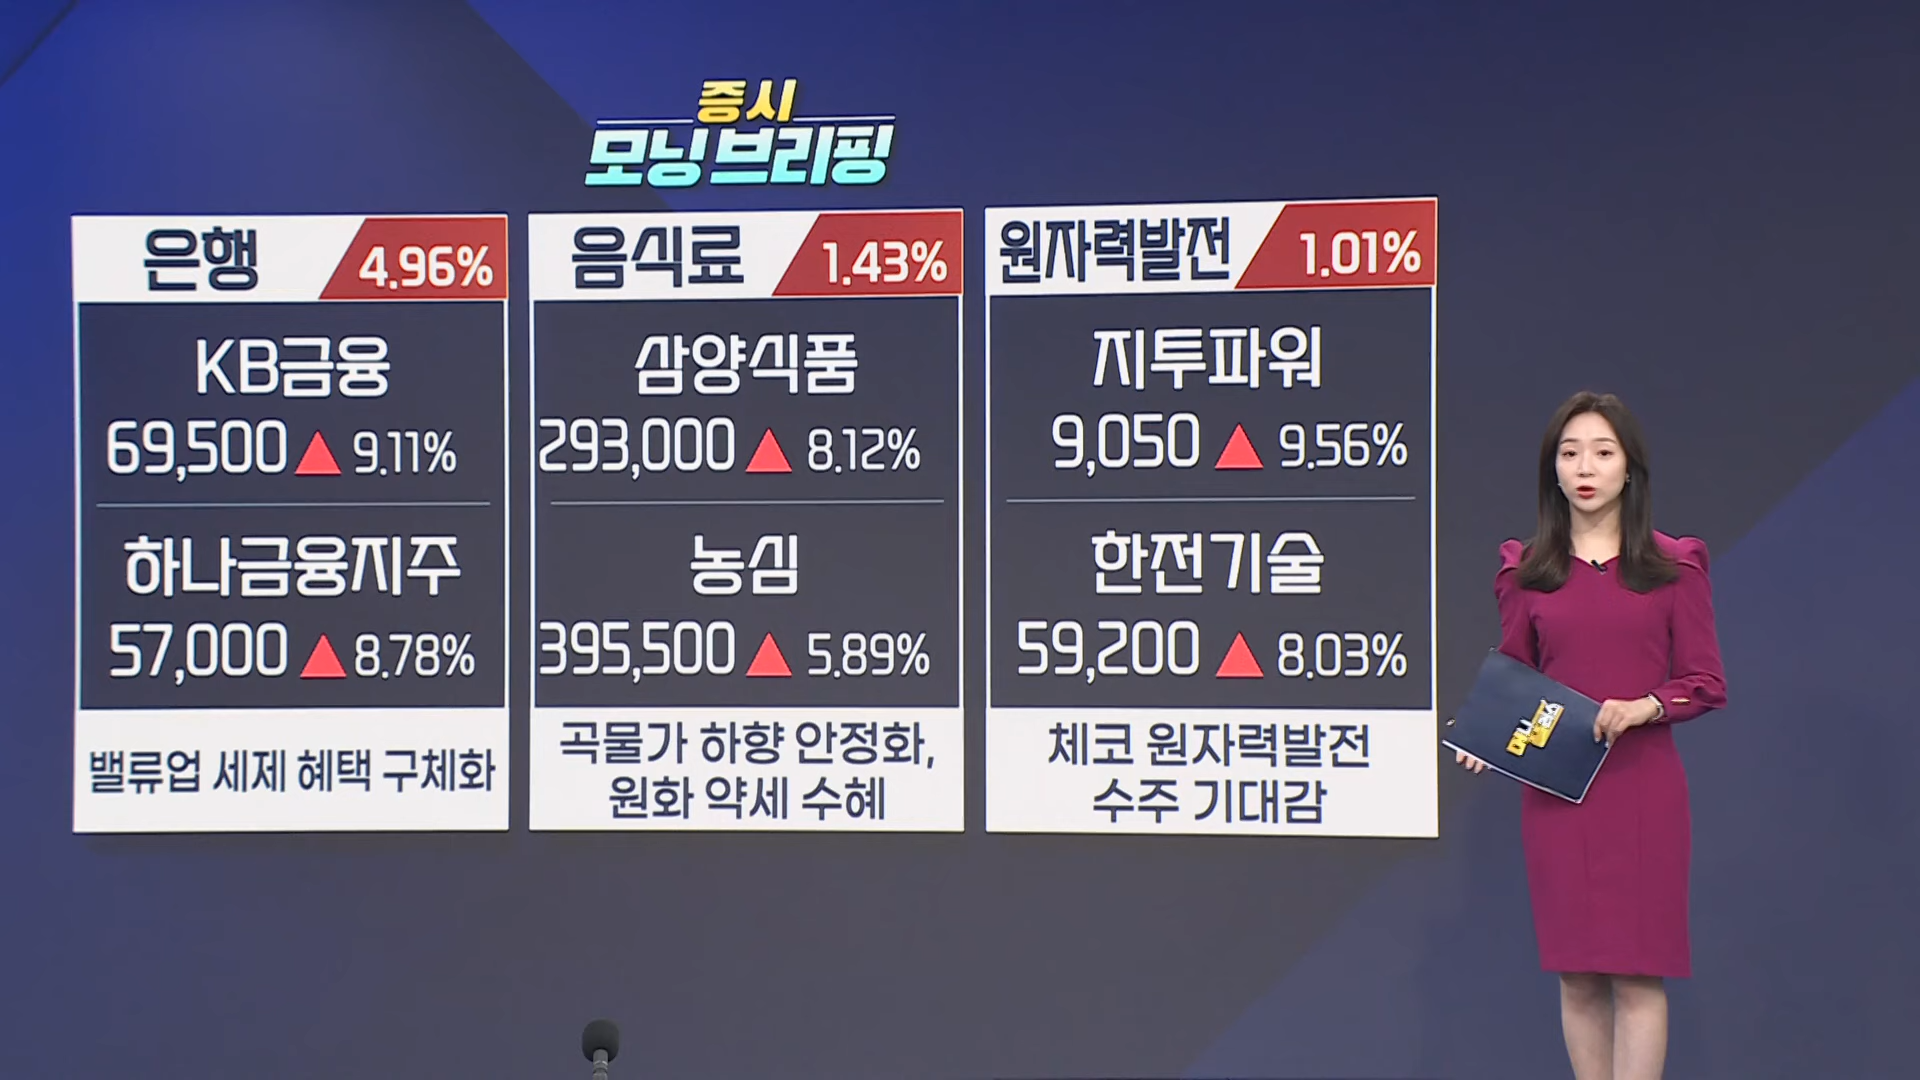 증시
모닝 브리핑
은행 4.96%
KB금융
69,500 ▲ 9.11%
하나금융지주
57,000 ▲ 8.78%
밸류업 세제 혜택 구체화
음식료 1.43%
삼양식품
293,000 ▲ 8.12%
농심
395,500 ▲ 5.89%
곡물가 하향 안정화,
원화 약세 수혜
원자력발전 1.01%
지투파워
9,050 ▲ 9.56%
한전기술
59,200 ▲ 8.03%
체코 원자력발전
수주 기대감